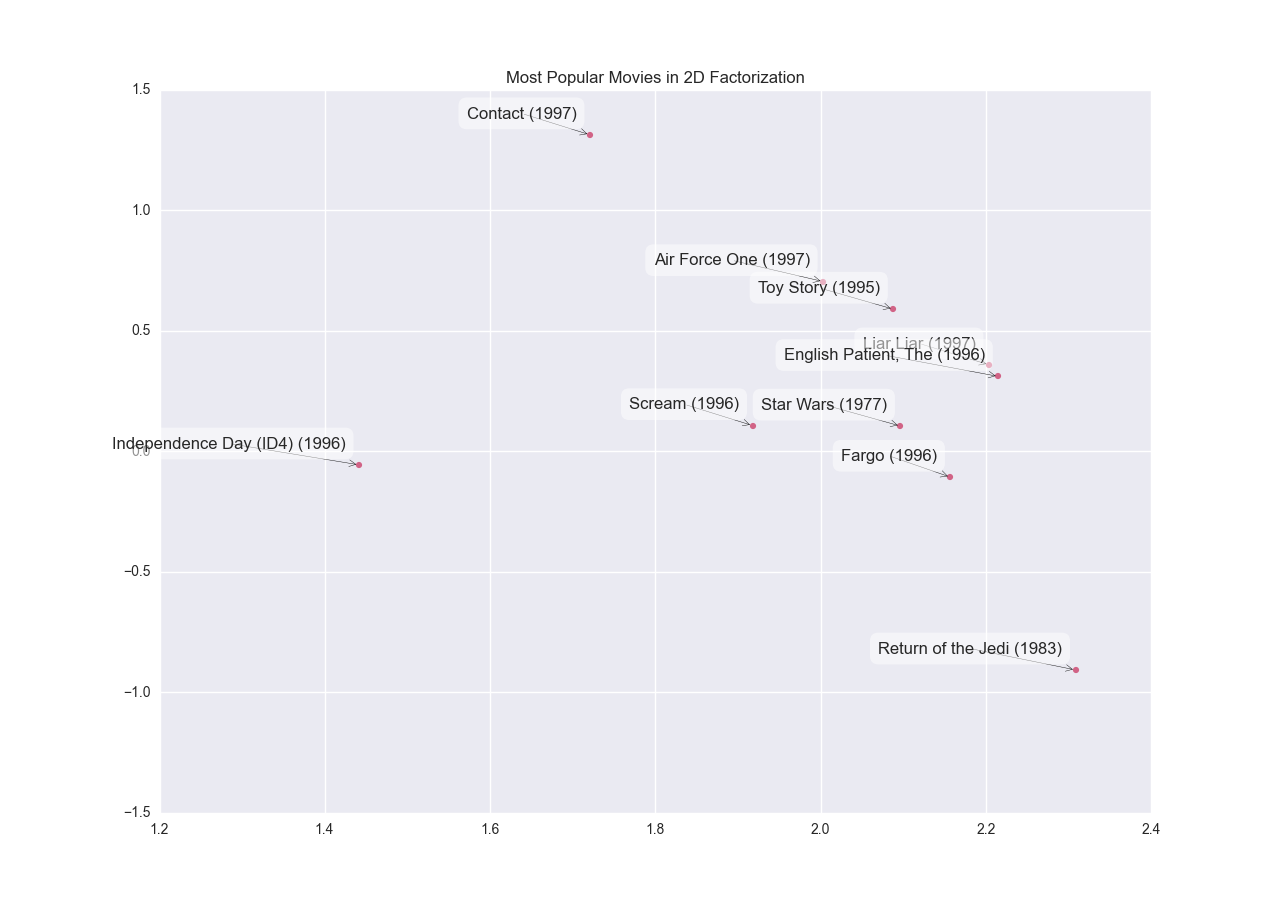 Most Popular Movies in 2D Factorization
1.5
Contact (1997)
1.0
Air Force One (1997)
Toy Story (1995)
0.5
Liar Liar (1997)
English Patient, The (1996)
Scream (1996)
Star Wars (1977)
Independence Day (ID4) (1996)
0.0
Fargo (1996)
−0.5
Return of the Jedi (1983)
−1.0
−1.5
1.2 1.4 1.6 1.8 2.0 2.2 2.4